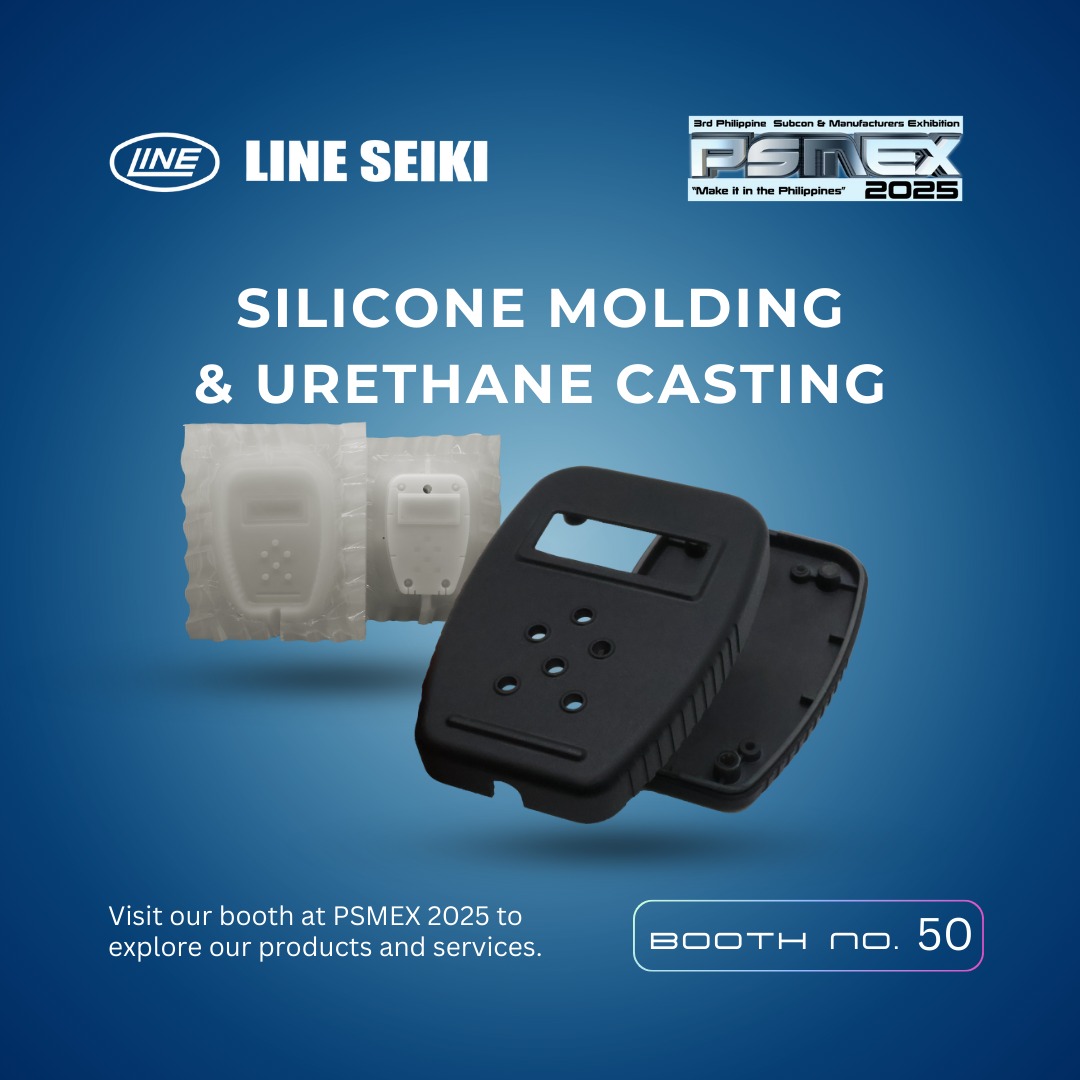 LINE
LINE SEIKI
3rd Philippine Subcon & Manufacturers Exhibition
PSMEX
"Make it in the Philippines"
2025
SILICONE MOLDING
& URETHANE CASTING
Visit our booth at PSMEX 2025 to
explore our products and services.
BOOTH NO. 50